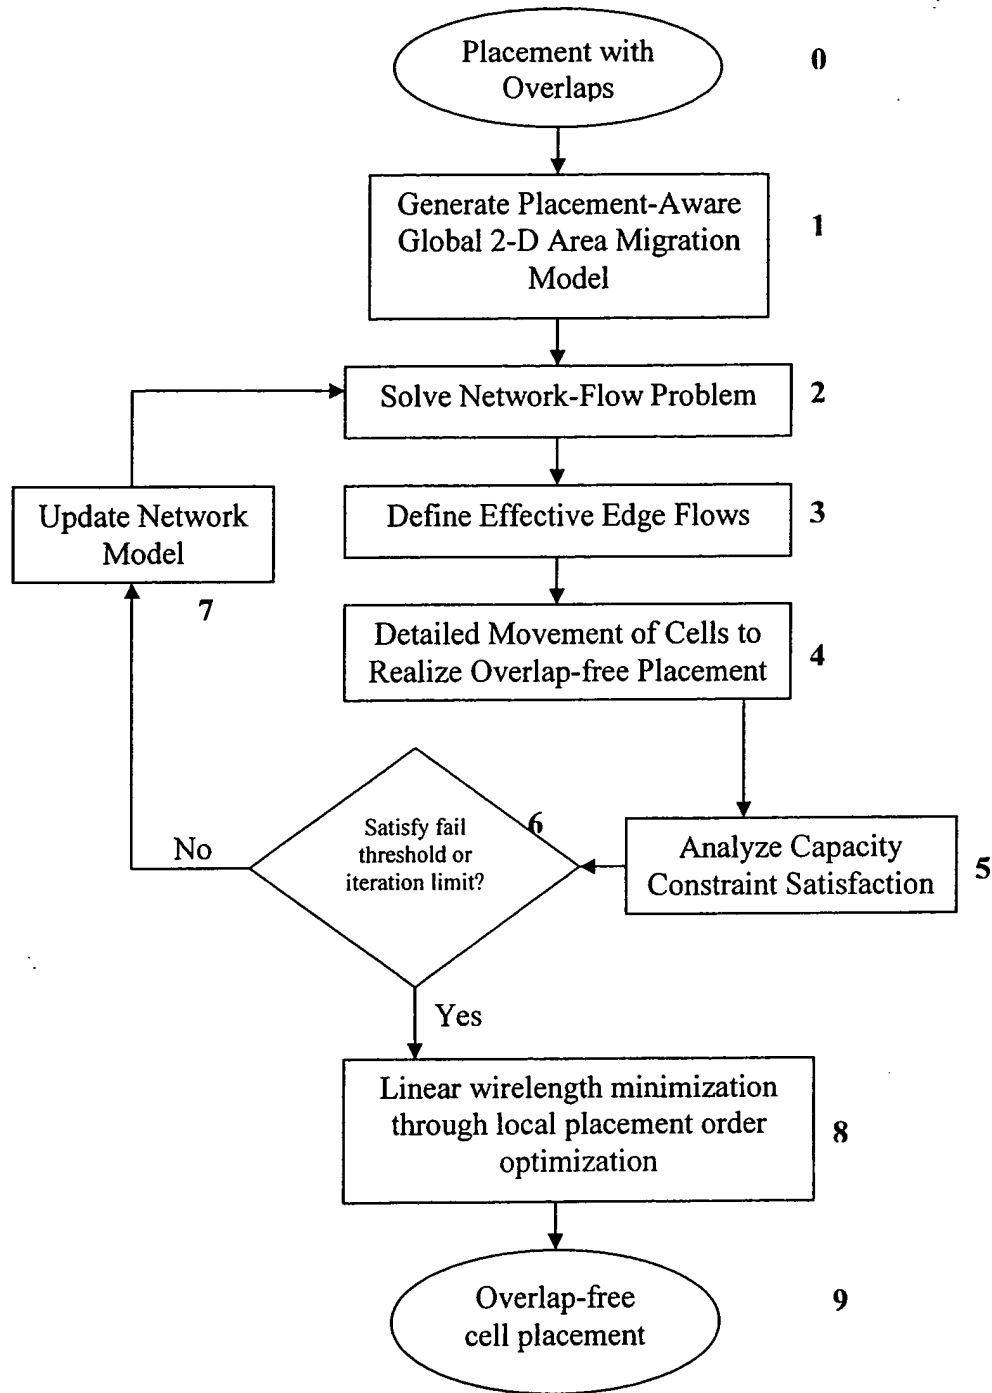 Placement with
Overlaps
0
Generate Placement-Aware
Global 2-D Area Migration
Model
1
Solve Network-Flow Problem
2
Define Effective Edge Flows
3
Update Network
Model
7
Detailed Movement of Cells to
Realize Overlap-free Placement
4
Satisfy fail
threshold or
iteration limit?
6
No
Analyze Capacity
Constraint Satisfaction
5
Yes
Linear wirelength minimization
through local placement order
optimization
8
Overlap-free
cell placement
9